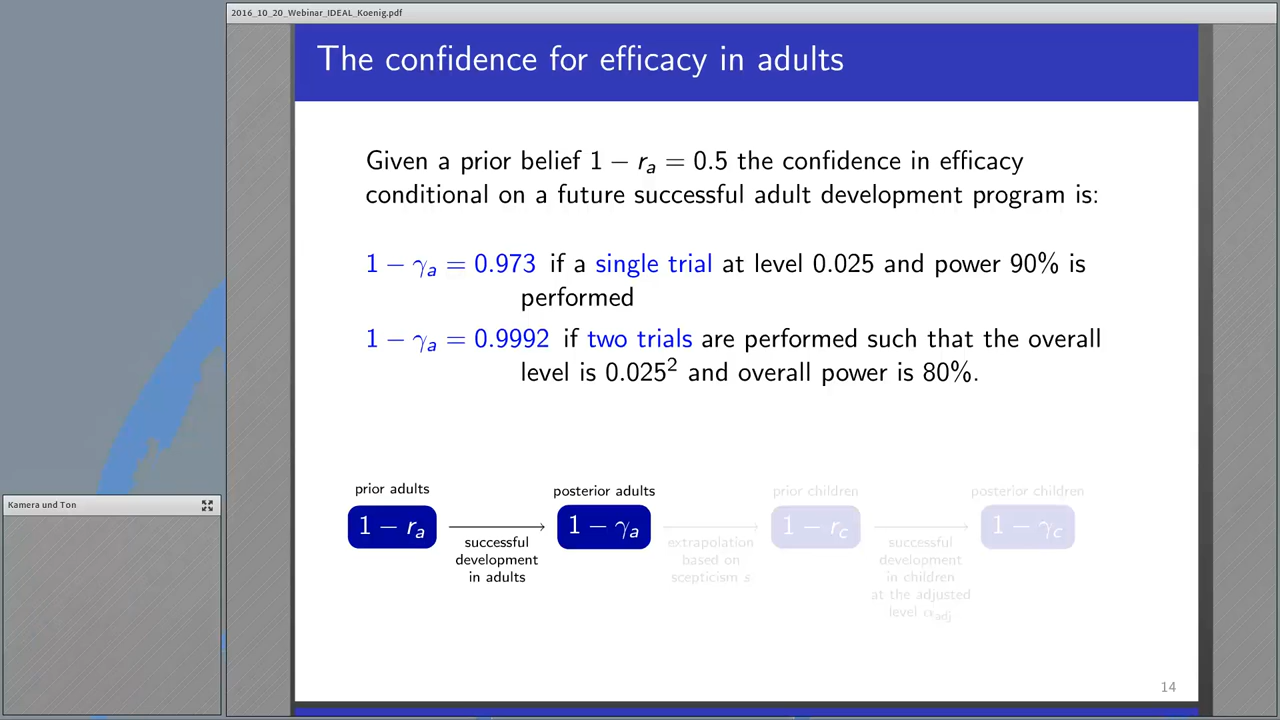 2016_10_20_Webinar_IDEAL_Koenig.pdf
The confidence for efficacy in adults
Given a prior belief 1 − rₐ = 0.5 the confidence in efficacy
conditional on a future successful adult development program is:
1 − γₐ = 0.973 if a single trial at level 0.025 and power 90% is
performed
1 − γₐ = 0.9992 if two trials are performed such that the overall
level is 0.025² and overall power is 80%.
Kamera und Ton
prior adults
posterior adults
prior children
posterior children
1 − rₐ
1 − γₐ
1 − r_c
1 − γ_c
successful
development
in adults
extrapolation
based on
scepticism s
successful
development
in children
at the adjusted
level α_adj
14